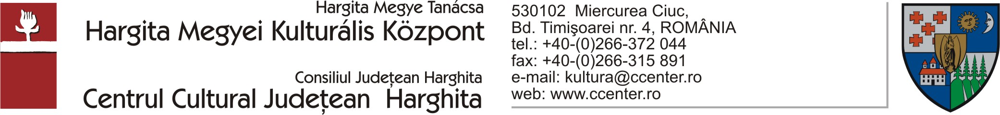 Hargita Megye Tanácsa
Hargita Megyei Kulturális Központ
Consiliul Județean Harghita
Centrul Cultural Județean Harghita
530102 Miercurea Ciuc,
Bd. Timişoarei nr. 4, ROMÂNIA
tel.: +40-(0)266-372 044
fax: +40-(0)266-315 891
e-mail: kultura@ccenter.ro
web: www.ccenter.ro